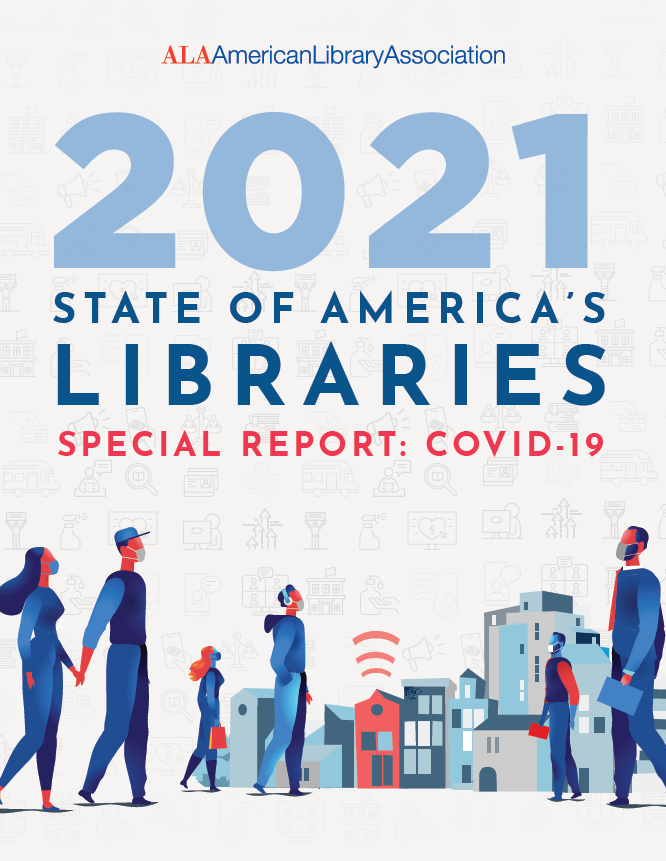 ALAAmericanLibraryAssociation
2021
STATE OF AMERICA'S
LIBRARIES
SPECIAL REPORT: COVID-19